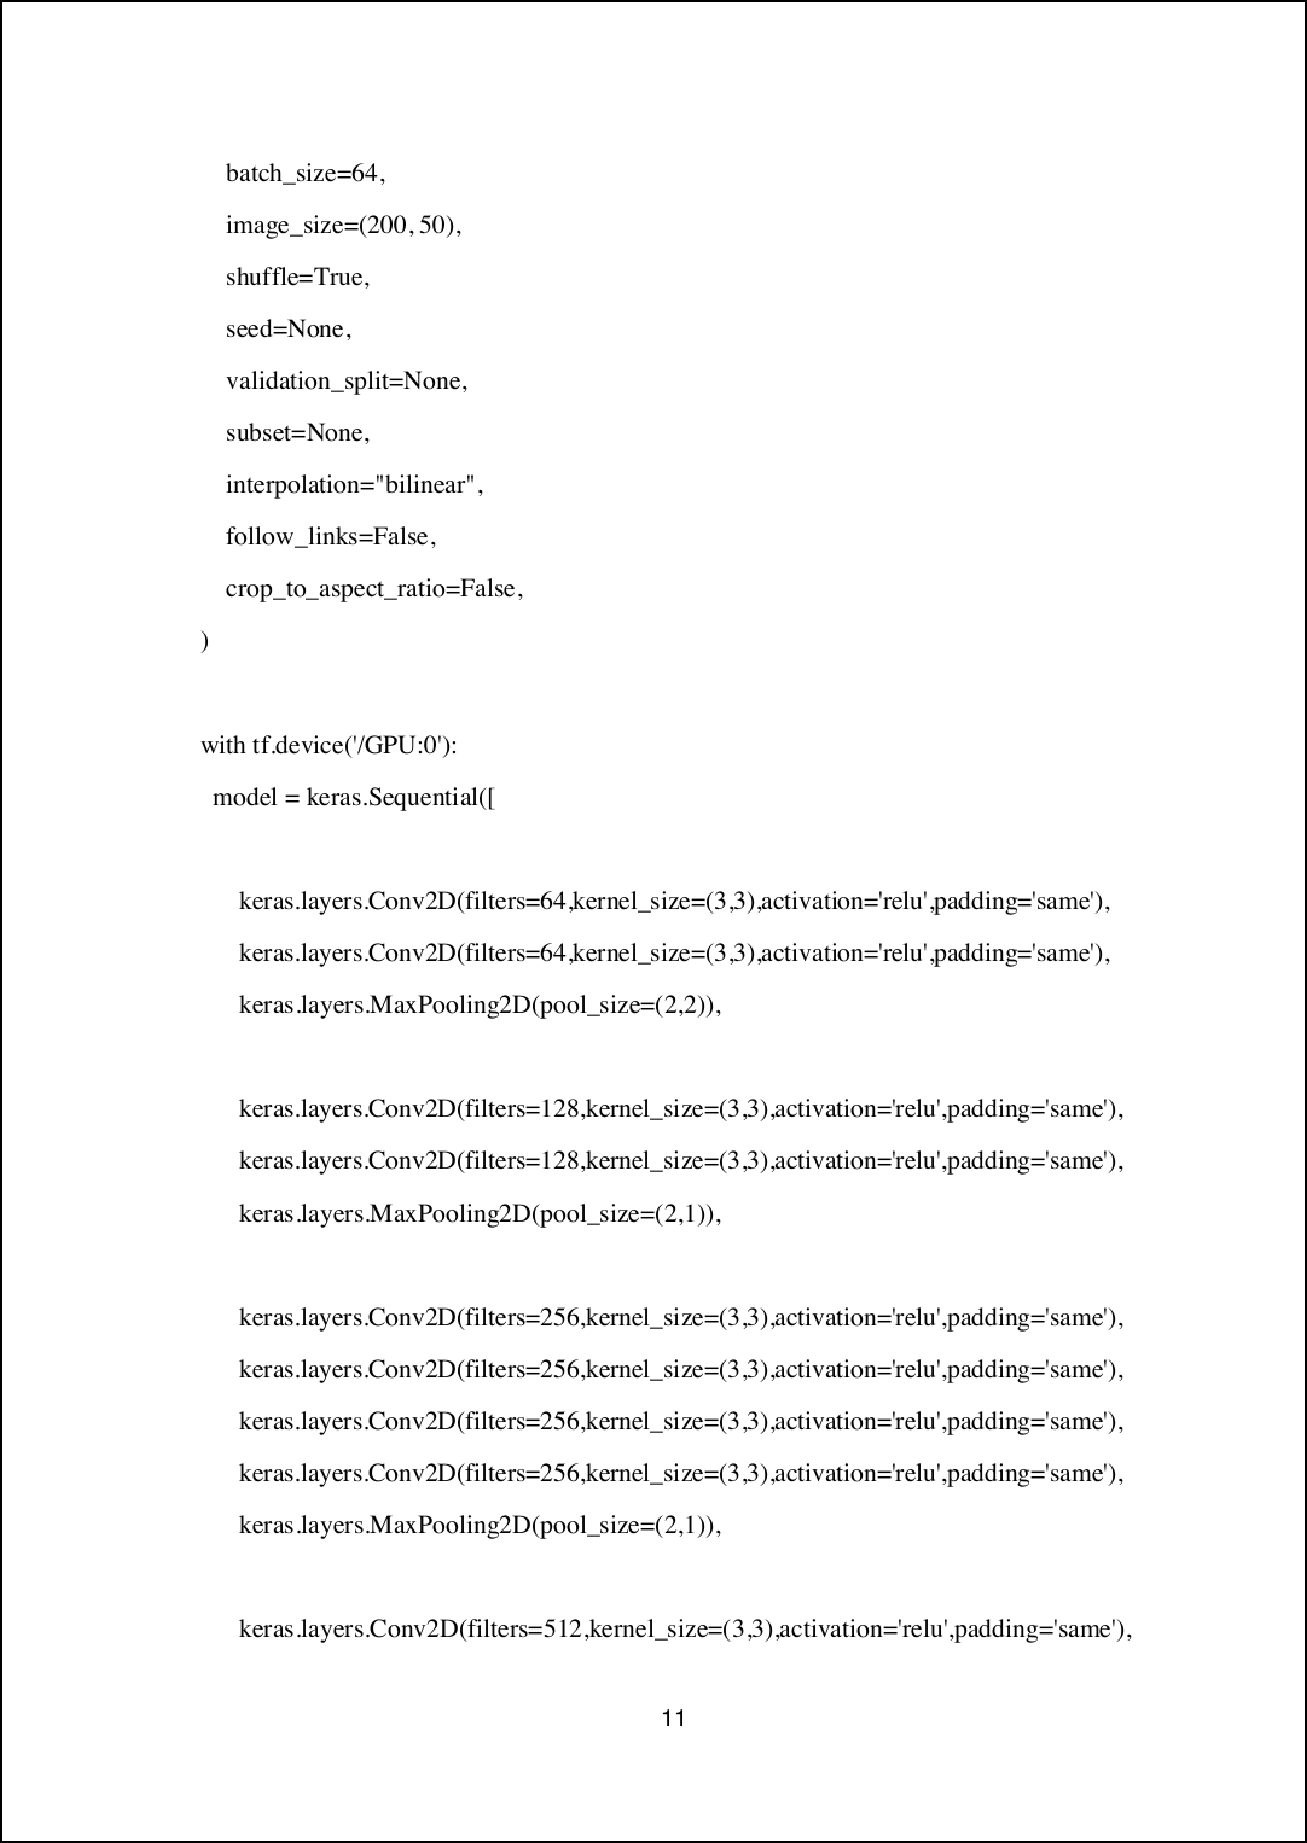 batch_size=64,
image_size=(200, 50),
shuffle=True,
seed=None,
validation_split=None,
subset=None,
interpolation="bilinear",
follow_links=False,
crop_to_aspect_ratio=False,
)
with tf.device('/GPU:0'):
model = keras.Sequential([
keras.layers.Conv2D(filters=64,kernel_size=(3,3),activation='relu',padding='same'),
keras.layers.Conv2D(filters=64,kernel_size=(3,3),activation='relu',padding='same'),
keras.layers.MaxPooling2D(pool_size=(2,2)),
keras.layers.Conv2D(filters=128,kernel_size=(3,3),activation='relu',padding='same'),
keras.layers.Conv2D(filters=128,kernel_size=(3,3),activation='relu',padding='same'),
keras.layers.MaxPooling2D(pool_size=(2,1)),
keras.layers.Conv2D(filters=256,kernel_size=(3,3),activation='relu',padding='same'),
keras.layers.Conv2D(filters=256,kernel_size=(3,3),activation='relu',padding='same'),
keras.layers.Conv2D(filters=256,kernel_size=(3,3),activation='relu',padding='same'),
keras.layers.Conv2D(filters=256,kernel_size=(3,3),activation='relu',padding='same'),
keras.layers.MaxPooling2D(pool_size=(2,1)),
keras.layers.Conv2D(filters=512,kernel_size=(3,3),activation='relu',padding='same'),
11